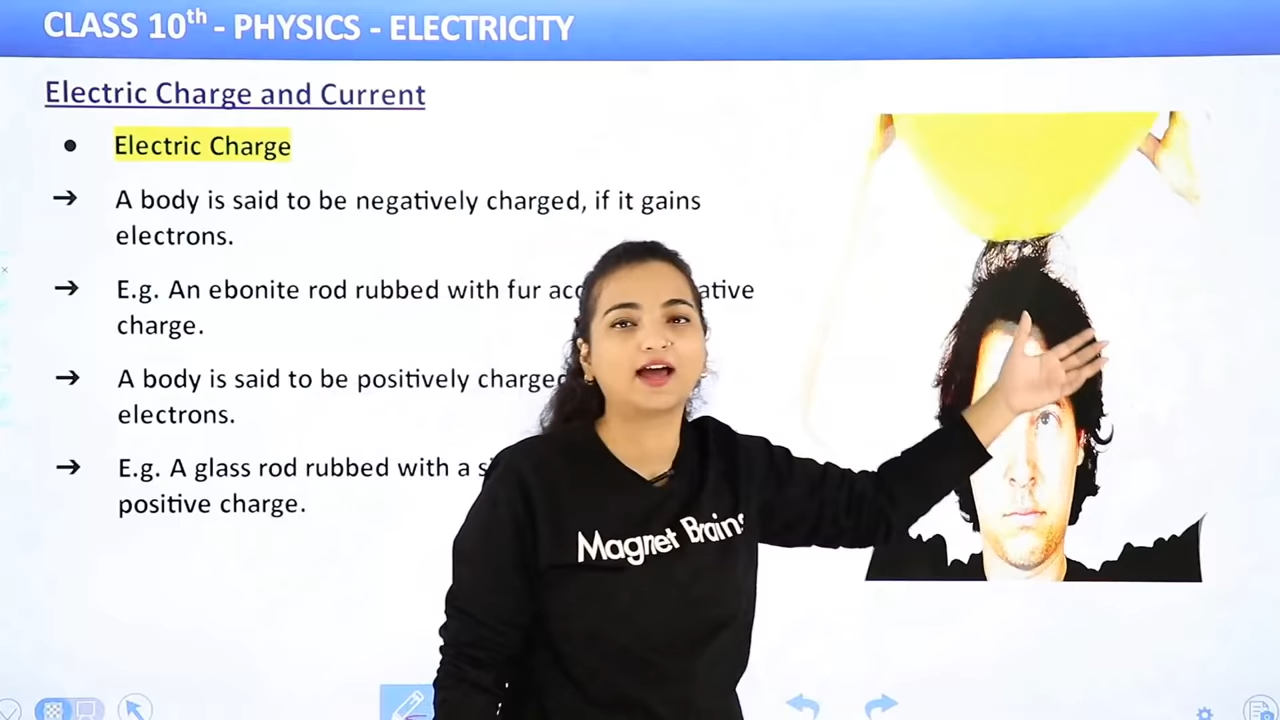 CLASS 10th - PHYSICS - ELECTRICITY
Electric Charge and Current
Electric Charge
A body is said to be negatively charged, if it gains
electrons.
E.g. An ebonite rod rubbed with fur
charge.
A body is said to be positively charged
electrons.
E.g. A glass rod rubbed with a
positive charge.
Magnet Brains